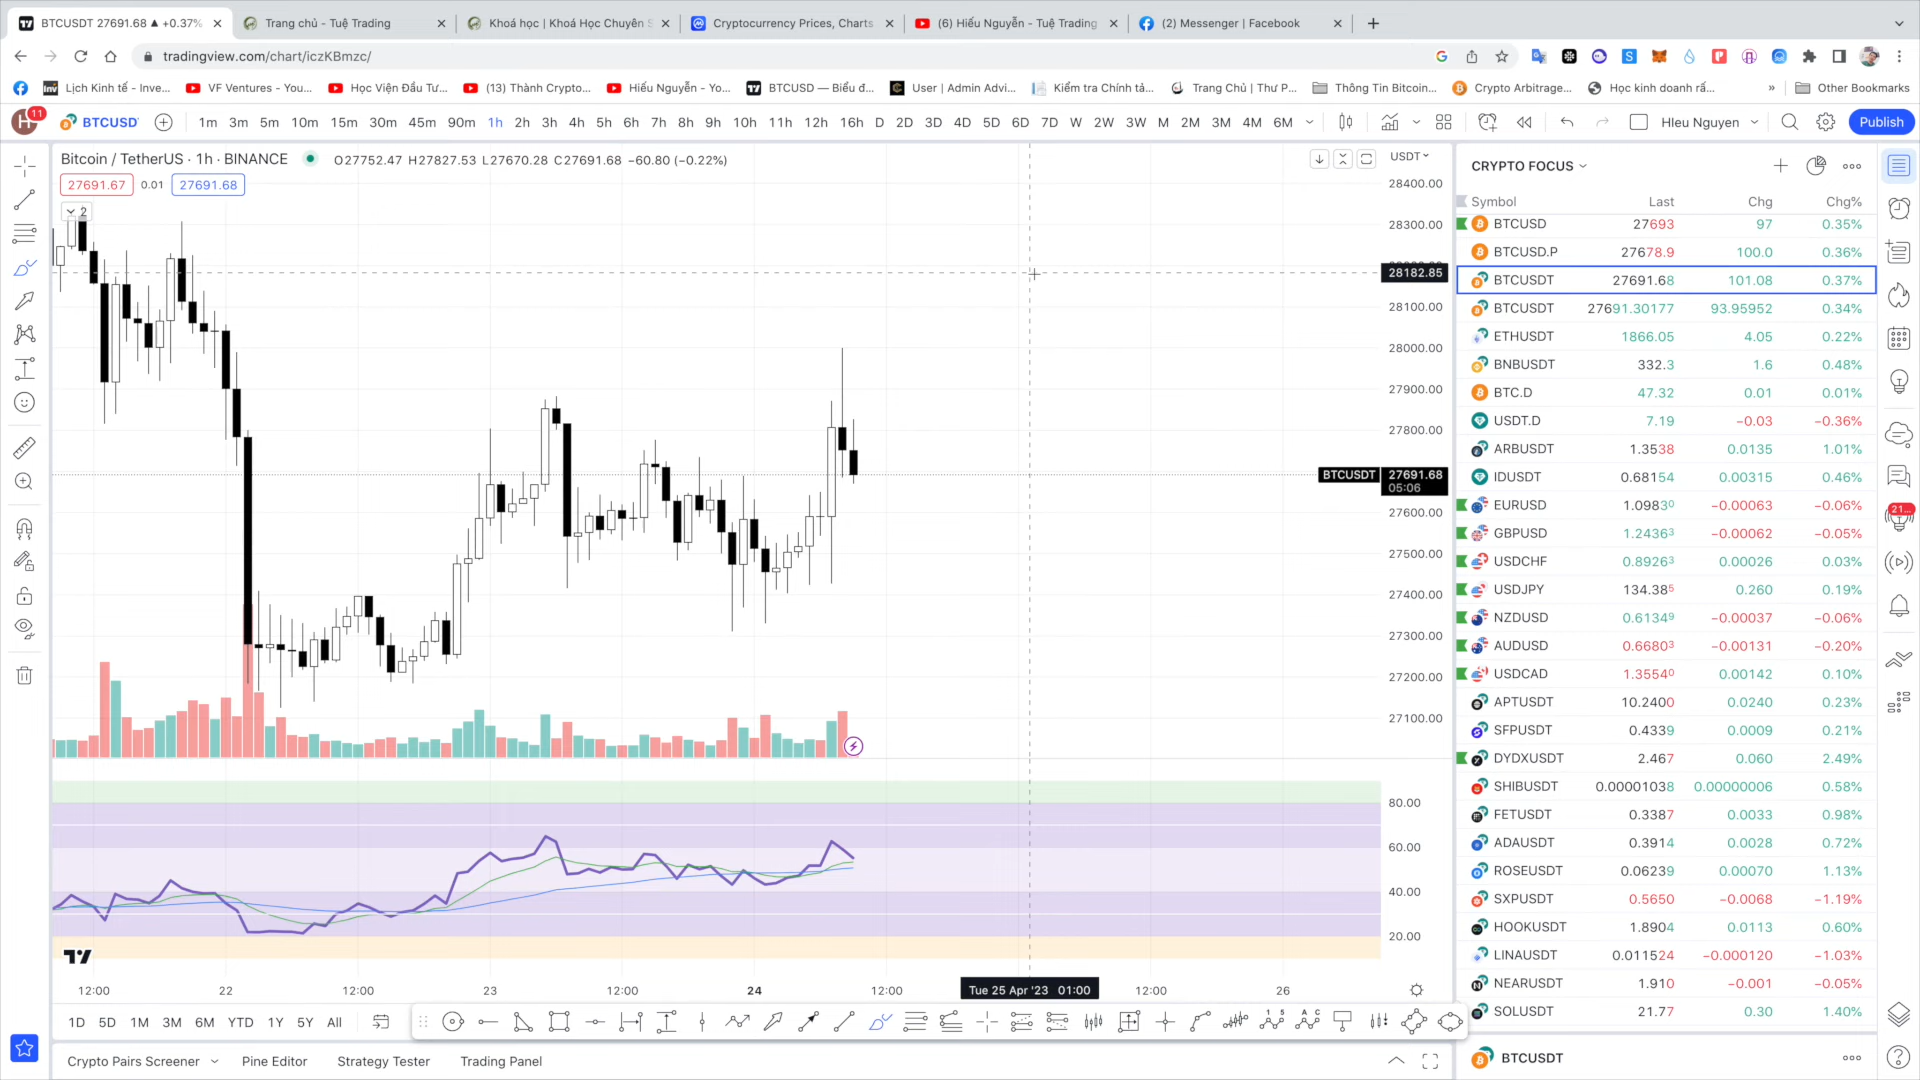 BTCUSDT 27691.68 ▲ +0.37%
Trang chủ - Tuệ Trading
Khoá học | Khoá Học Chuyên S
Cryptocurrency Prices, Charts
(6) Hiếu Nguyễn - Tuệ Trading
(2) Messenger | Facebook
tradingview.com/chart/iczKBmzc/
Lịch Kinh tế - Inve...
VF Ventures - You...
Học Viện Đầu Tư...
(13) Thành Crypto...
Hiếu Nguyễn - Yo...
BTCUSD — Biểu đ...
User | Admin Advi...
Kiểm tra Chính tả...
Trang Chủ | Thư P...
Thông Tin Bitcoin...
Crypto Arbitrage...
Học kinh doanh rấ...
» Other Bookmarks
H 11 BTCUSD 1m 3m 5m 10m 15m 30m 45m 90m 1h 2h 3h 4h 5h 6h 7h 8h 9h 10h 11h 12h 16h D 2D 3D 4D 5D 6D 7D W 2W 3W M 2M 3M 4M 6M HIeu Nguyen Publish
Bitcoin / TetherUS · 1h · BINANCE O27752.47 H27827.53 L27670.28 C27691.68 −60.80 (−0.22%)
27691.67 0.01 27691.68
2
USDT
28400.00
28300.00
28182.85
28100.00
28000.00
27900.00
27800.00
BTCUSDT 27691.68
05:06
27600.00
27500.00
27400.00
27300.00
27200.00
27100.00
80.00
60.00
40.00
20.00
12:00 22 12:00 23 12:00 24 12:00 Tue 25 Apr '23 01:00 12:00 26
1D 5D 1M 3M 6M YTD 1Y 5Y All
Crypto Pairs Screener Pine Editor Strategy Tester Trading Panel
CRYPTO FOCUS
Symbol Last Chg Chg%
BTCUSD 27693 97 0.35%
BTCUSD.P 27678.9 100.0 0.36%
BTCUSDT 27691.68 101.08 0.37%
BTCUSDT 27691.30177 93.95952 0.34%
ETHUSDT 1866.05 4.05 0.22%
BNBUSDT 332.3 1.6 0.48%
BTC.D 47.32 0.01 0.01%
USDT.D 7.19 −0.03 −0.36%
ARBUSDT 1.3538 0.0135 1.01%
IDUSDT 0.68154 0.00315 0.46%
EURUSD 1.09830 −0.00063 −0.06%
GBPUSD 1.24363 −0.00062 −0.05%
USDCHF 0.89263 0.00026 0.03%
USDJPY 134.385 0.260 0.19%
NZDUSD 0.61349 −0.00037 −0.06%
AUDUSD 0.66803 −0.00131 −0.20%
USDCAD 1.35540 0.00142 0.10%
APTUSDT 10.2400 0.0240 0.23%
SFPUSDT 0.4339 0.0009 0.21%
DYDXUSDT 2.467 0.060 2.49%
SHIBUSDT 0.00001038 0.00000006 0.58%
FETUSDT 0.3387 0.0033 0.98%
ADAUSDT 0.3914 0.0028 0.72%
ROSEUSDT 0.06239 0.00070 1.13%
SXPUSDT 0.5650 −0.0068 −1.19%
HOOKUSDT 1.8904 0.0113 0.60%
LINAUSDT 0.011524 −0.000120 −1.03%
NEARUSDT 1.910 −0.001 −0.05%
SOLUSDT 21.77 0.30 1.40%
BTCUSDT
21...